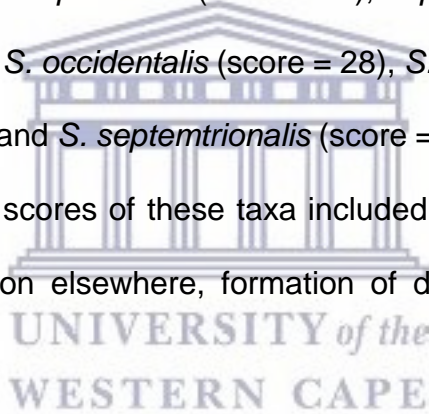 S. occidentalis (score = 28), S.
and S. septemtrionalis (score =
scores of these taxa included
on elsewhere, formation of d
UNIVERSITY of the
WESTERN CAPE